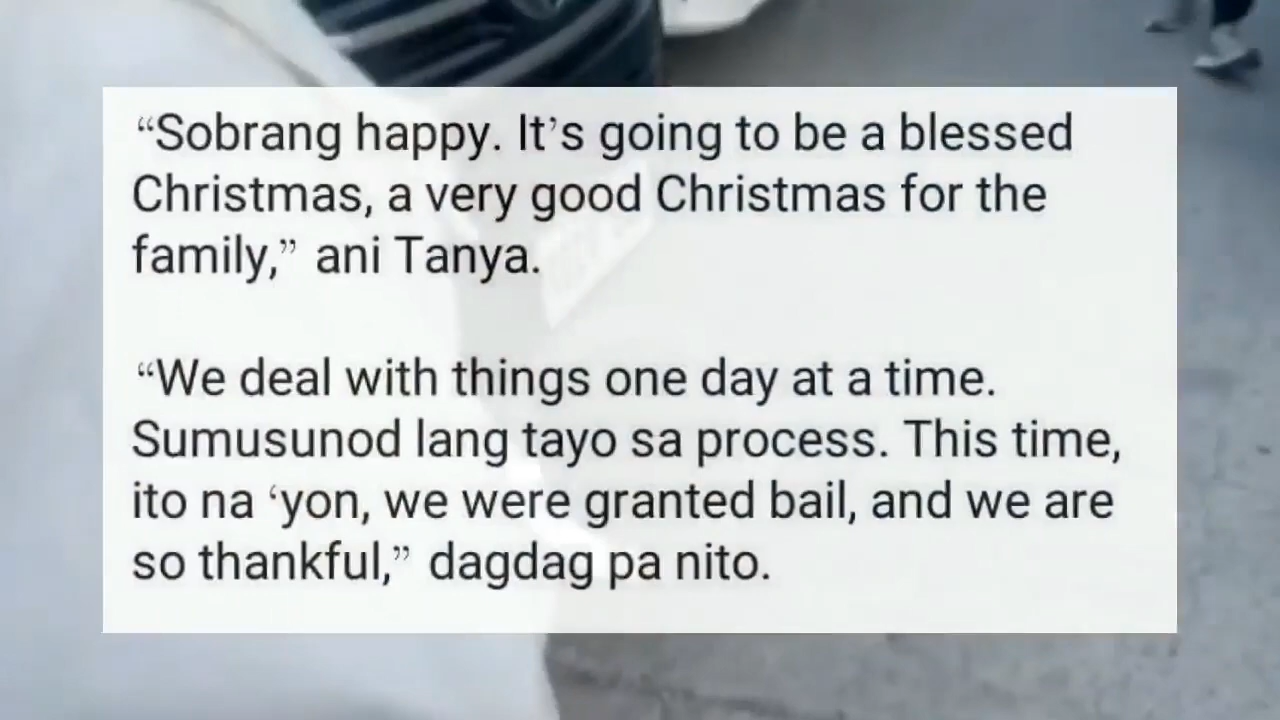 “Sobrang happy. It’s going to be a blessed
Christmas, a very good Christmas for the
family,” ani Tanya.
“We deal with things one day at a time.
Sumusunod lang tayo sa process. This time,
ito na ‘yon, we were granted bail, and we are
so thankful,” dagdag pa nito.